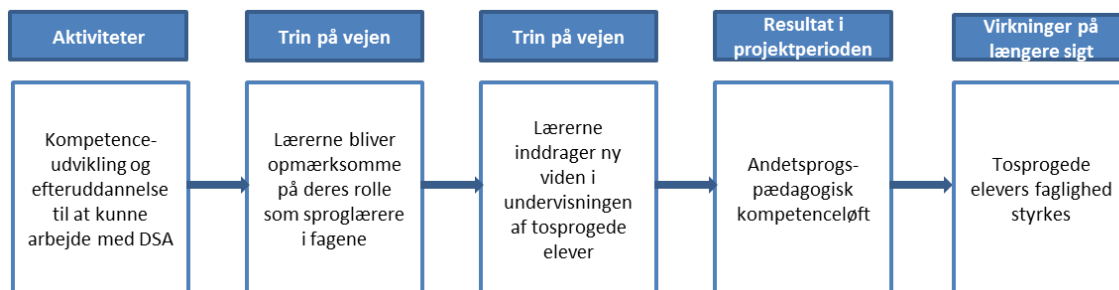 Aktiviteter
Trin på vejen
Trin på vejen
Resultat i
projektperioden
Virkninger på
længere sigt
Kompetence-
udvikling og
efteruddannelse
til at kunne
arbejde med DSA
Lærerne bliver
opmærksomme
på deres rolle
som sproglærere
i fagene
Lærerne
inddrager ny
viden i
undervisningen
af tosprogede
elever
Andetsprogs-
pædagogisk
kompetenceløft
Tosprogede
elevers faglighed
styrkes